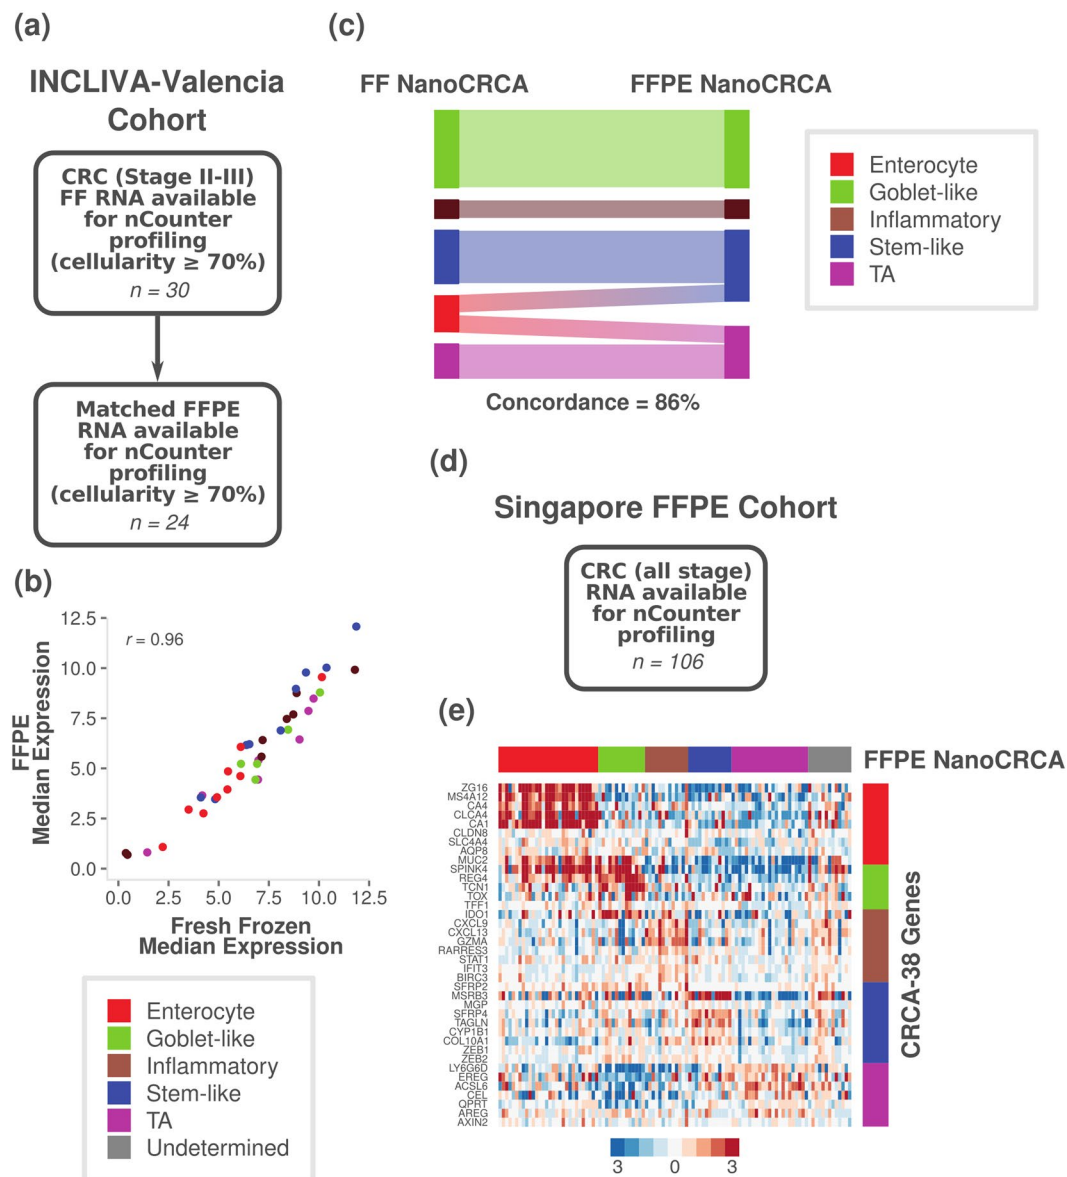 (a)
INCLIVA-Valencia
Cohort
CRC (Stage II-III)
FF RNA available
for nCounter
profiling
(cellularity ≥ 70%)
n = 30
Matched FFPE
RNA available
for nCounter
profiling
(cellularity ≥ 70%)
n = 24
(b)
12.5
10.0
7.5
5.0
2.5
0.0
r = 0.96
FFPE
Median Expression
0.0 2.5 5.0 7.5 10.0 12.5
Fresh Frozen
Median Expression
Enterocyte
Goblet-like
Inflammatory
Stem-like
TA
Undetermined
(c)
FF NanoCRCA FFPE NanoCRCA
Concordance = 86%
Enterocyte
Goblet-like
Inflammatory
Stem-like
TA
(d)
Singapore FFPE Cohort
CRC (all stage)
RNA available
for nCounter
profiling
n = 106
(e)
FFPE NanoCRCA
ZG16
MS4A12
CA4
CLCA4
CA1
CLDN8
SLC4A4
AQP8
MUC2
SPINK4
REG4
TCN1
TOX
TFF1
IDO1
CXCL9
CXCL13
GZMA
RARRES3
STAT1
IFIT3
BIRC3
SFRP2
MSRB3
MGP
SFRP4
TAGLN
CYP1B1
COL10A1
ZEB1
ZEB2
LY6G6D
EREG
ACSL6
CEL
QPRT
AREG
AXIN2
CRCA-38 Genes
3 0 3